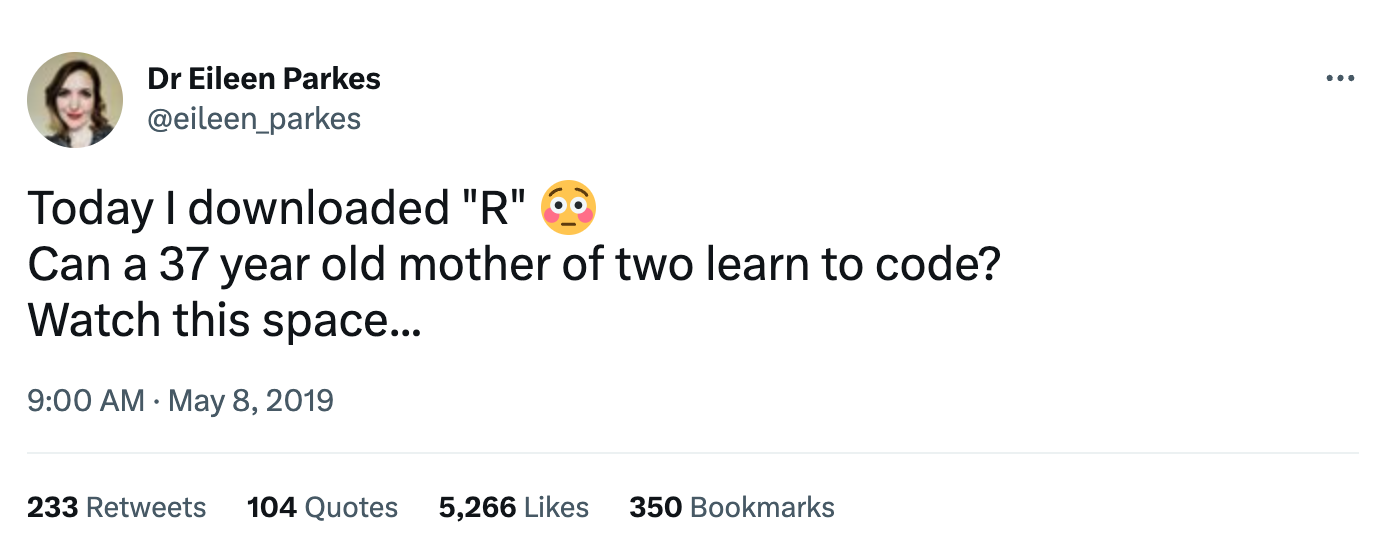 Dr Eileen Parkes
@eileen_parkes
Today I downloaded "R" 😳
Can a 37 year old mother of two learn to code?
Watch this space...
9:00 AM · May 8, 2019
233 Retweets 104 Quotes 5,266 Likes 350 Bookmarks